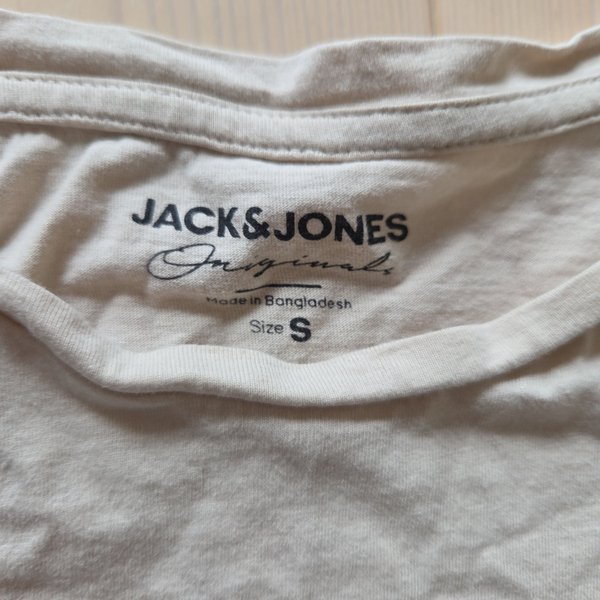 JACK&JONES
Originals
Made in Bangladesh
Size S